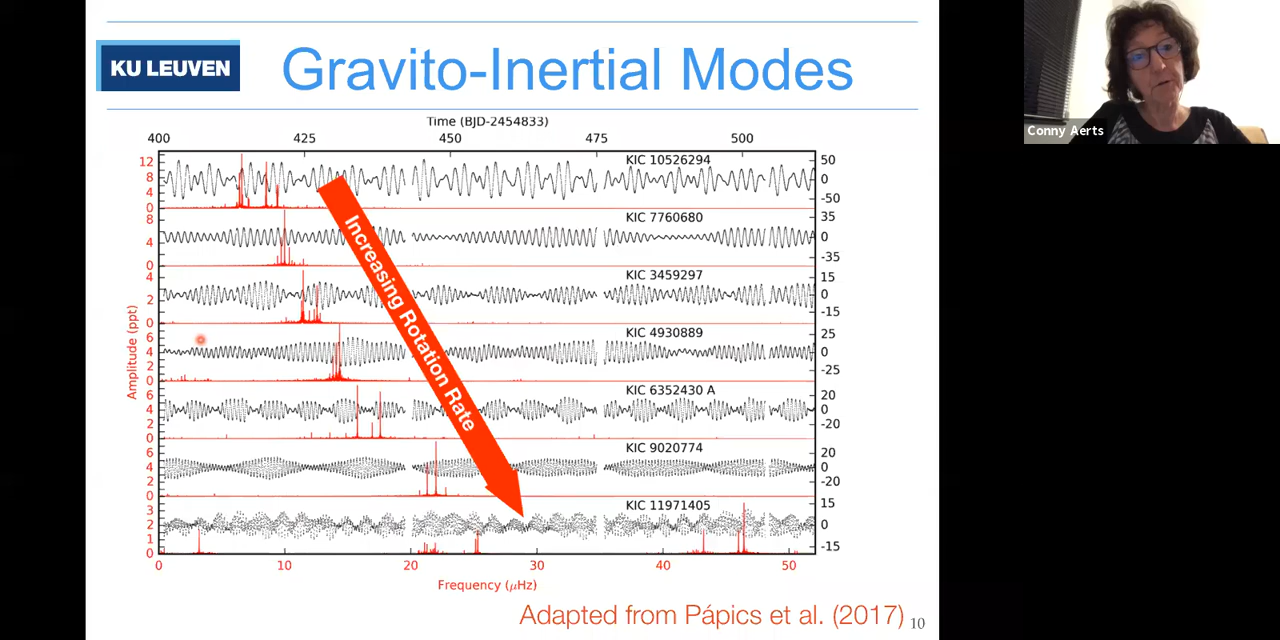 KU LEUVEN
Gravito-Inertial Modes
Conny Aerts
Time (BJD-2454833)
400 425 450 475 500
KIC 10526294
12 8 4 0
50 0 -50
KIC 7760680
8 4 0
35 0 -35
KIC 3459297
4 2 0
15 0 -15
KIC 4930889
6 4 2 0
25 0 -25
KIC 6352430 A
6 4 2 0
20 0 -20
KIC 9020774
6 4 2 0
20 0 -20
KIC 11971405
3 2 1 0
15 0 -15
Increasing Rotation Rate
Amplitude (ppt)
0 10 20 30 40 50
Frequency (μHz)
Adapted from Pápics et al. (2017)
10